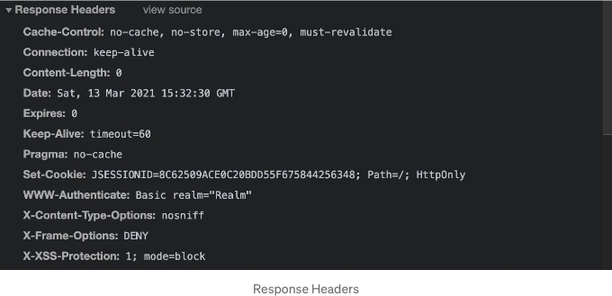 Response Headers view source
Cache-Control: no-cache, no-store, max-age=0, must-revalidate
Connection: keep-alive
Content-Length: 0
Date: Sat, 13 Mar 2021 15:32:30 GMT
Expires: 0
Keep-Alive: timeout=60
Pragma: no-cache
Set-Cookie: JSESSIONID=8C62509ACE0C20BDD55F675844256348; Path=/; HttpOnly
WWW-Authenticate: Basic realm="Realm"
X-Content-Type-Options: nosniff
X-Frame-Options: DENY
X-XSS-Protection: 1; mode=block
Response Headers